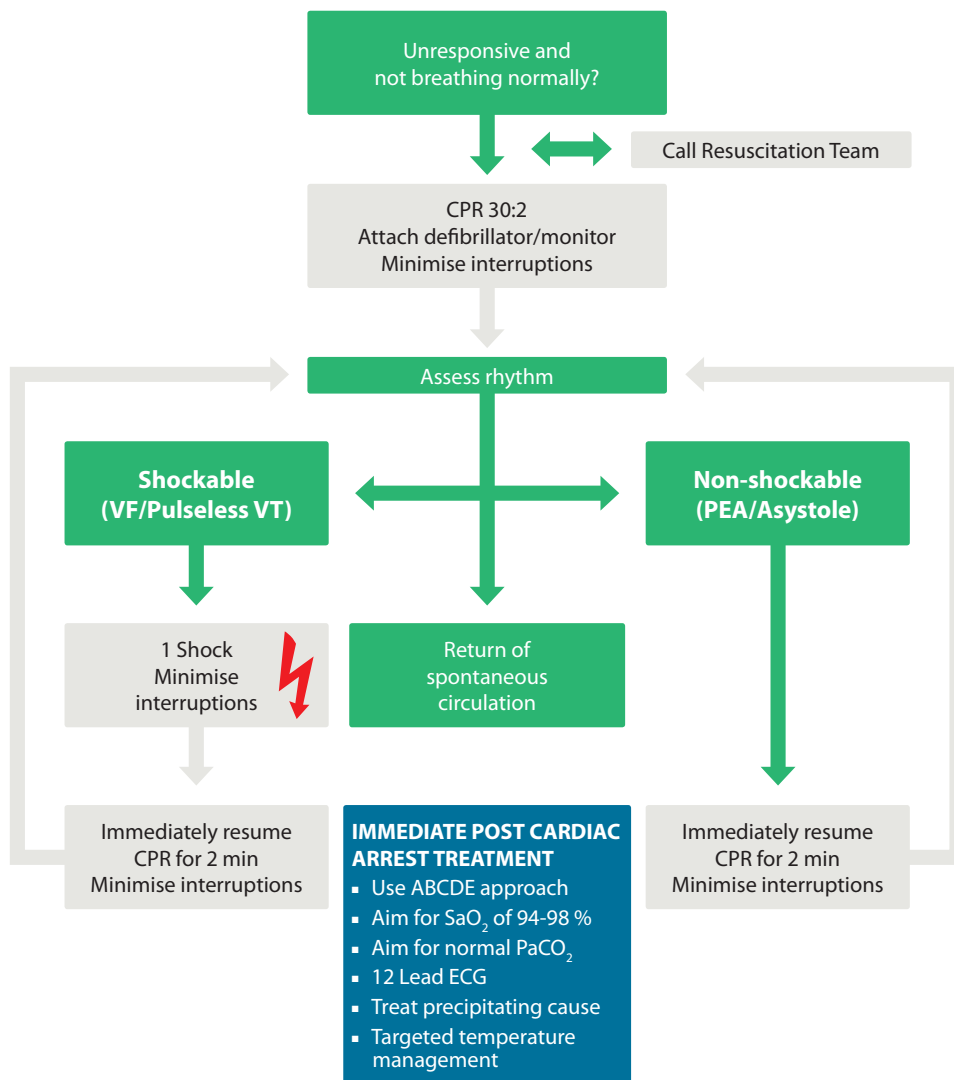 Unresponsive and
not breathing normally?
Call Resuscitation Team
CPR 30:2
Attach defibrillator/monitor
Minimise interruptions
Assess rhythm
Shockable
(VF/Pulseless VT)
Non-shockable
(PEA/Asystole)
1 Shock
Minimise
interruptions
Return of
spontaneous
circulation
Immediately resume
CPR for 2 min
Minimise interruptions
IMMEDIATE POST CARDIAC
ARREST TREATMENT
▪ Use ABCDE approach
▪ Aim for SaO₂ of 94-98 %
▪ Aim for normal PaCO₂
▪ 12 Lead ECG
▪ Treat precipitating cause
▪ Targeted temperature
management
Immediately resume
CPR for 2 min
Minimise interruptions